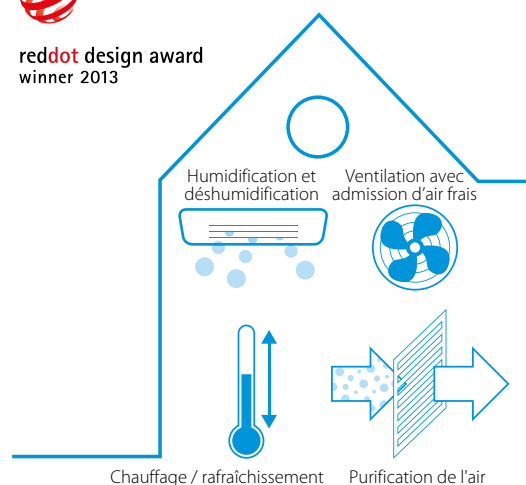 reddot design award
winner 2013
Humidification et
déshumidification
Ventilation avec
admission d’air frais
Chauffage / rafraîchissement
Purification de l'air